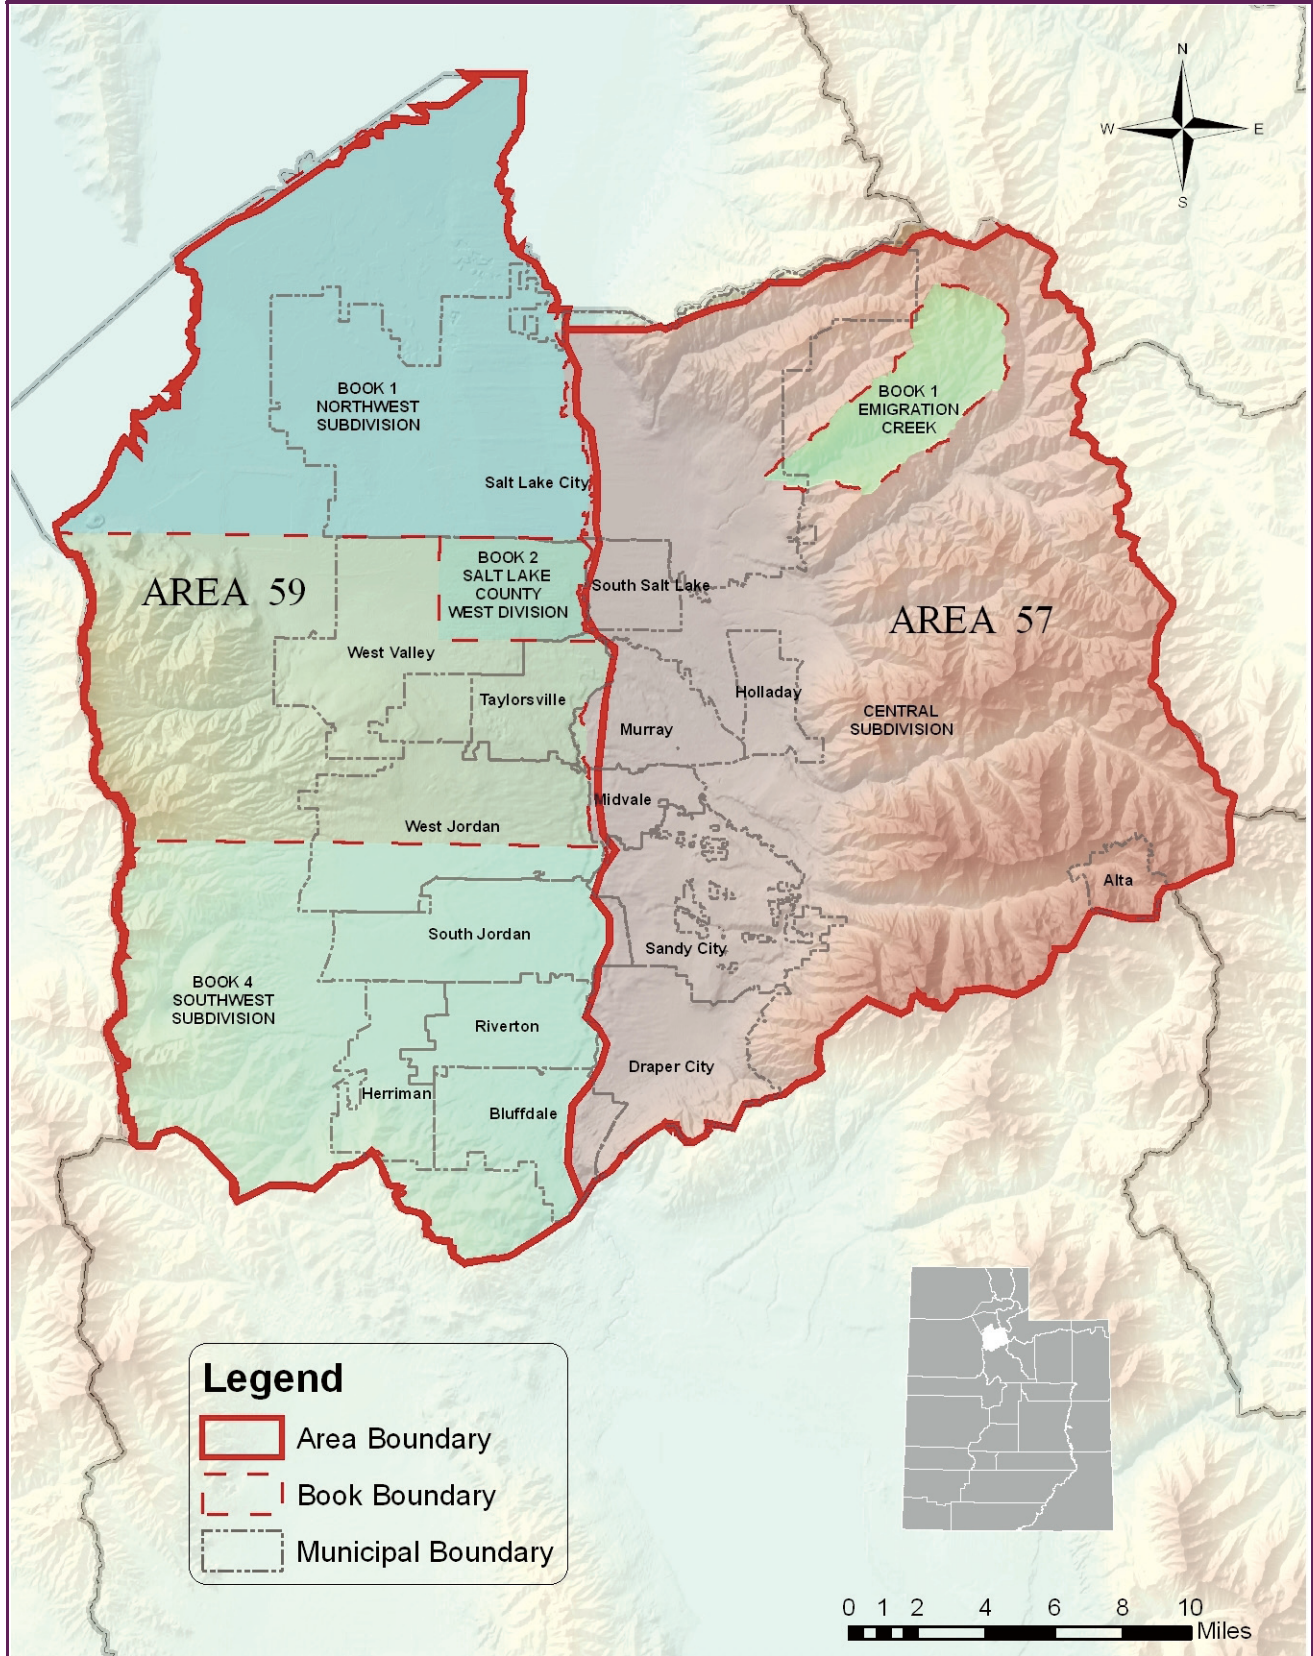 N
W
E
S
BOOK 1
NORTHWEST
SUBDIVISION
BOOK 1
EMIGRATION
CREEK
Salt Lake City
BOOK 2
SALT LAKE
COUNTY
WEST DIVISION
AREA 59
South Salt Lake
AREA 57
West Valley
Taylorsville
Holladay
Murray
CENTRAL
SUBDIVISION
Midvale
West Jordan
Alta
South Jordan
Sandy City
BOOK 4
SOUTHWEST
SUBDIVISION
Riverton
Draper City
Herriman
Bluffdale
Legend
Area Boundary
Book Boundary
Municipal Boundary
0 1 2 4 6 8 10
Miles